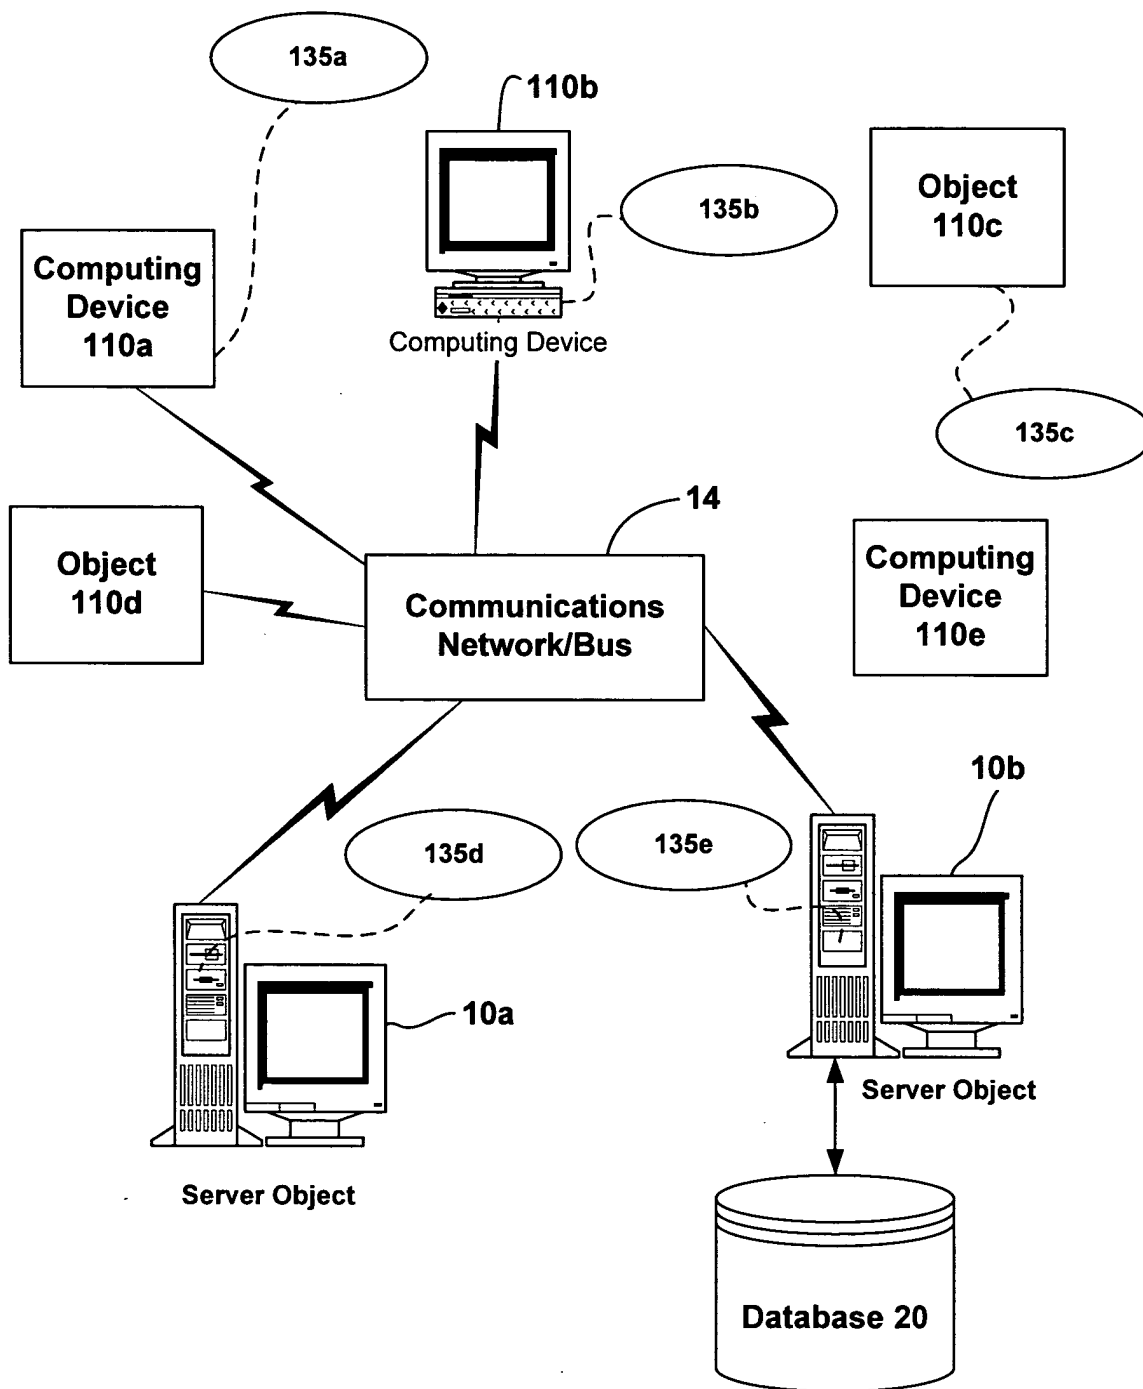 135a
110b
135b
Object
110c
Computing
Device
110a
Computing Device
135c
14
Object
110d
Communications
Network/Bus
Computing
Device
110e
10b
135d
135e
10a
Server Object
Server Object
Database 20